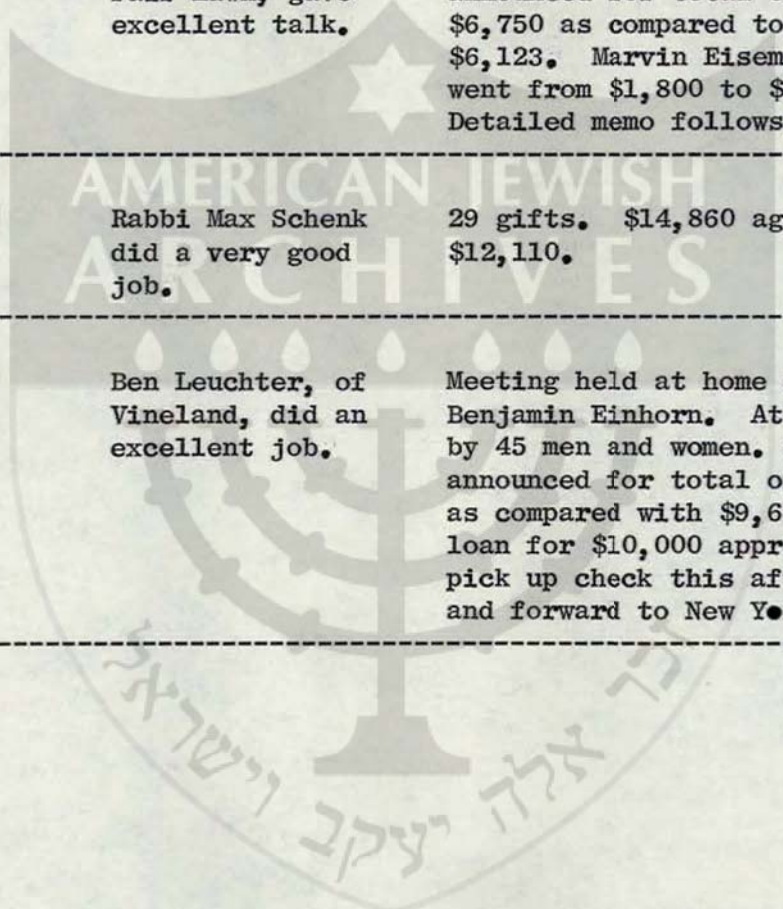 excellent talk.
$6,750 as compared to
$6,123. Marvin Eisem
went from $1,800 to $
Detailed memo follows
AMERICAN JEWISH
ARCHIVES
Rabbi Max Schenk
did a very good
job.
29 gifts. $14,860 ag
$12,110.
Ben Leuchter, of
Vineland, did an
excellent job.
Meeting held at home
Benjamin Einhorn. At
by 45 men and women.
announced for total o
as compared with $9,6
loan for $10,000 appr
pick up check this af
and forward to New Yo
זכר אלה יעקב וישראל